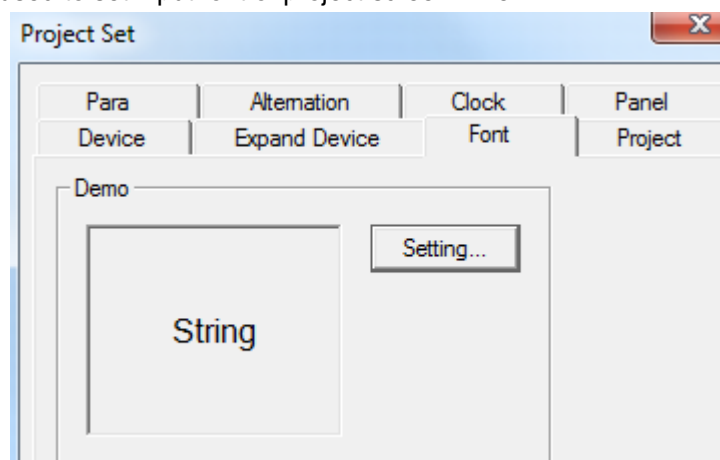 Project Set
X
Para Alternation Clock Panel
Device Expand Device Font Project
Demo
Setting...
String